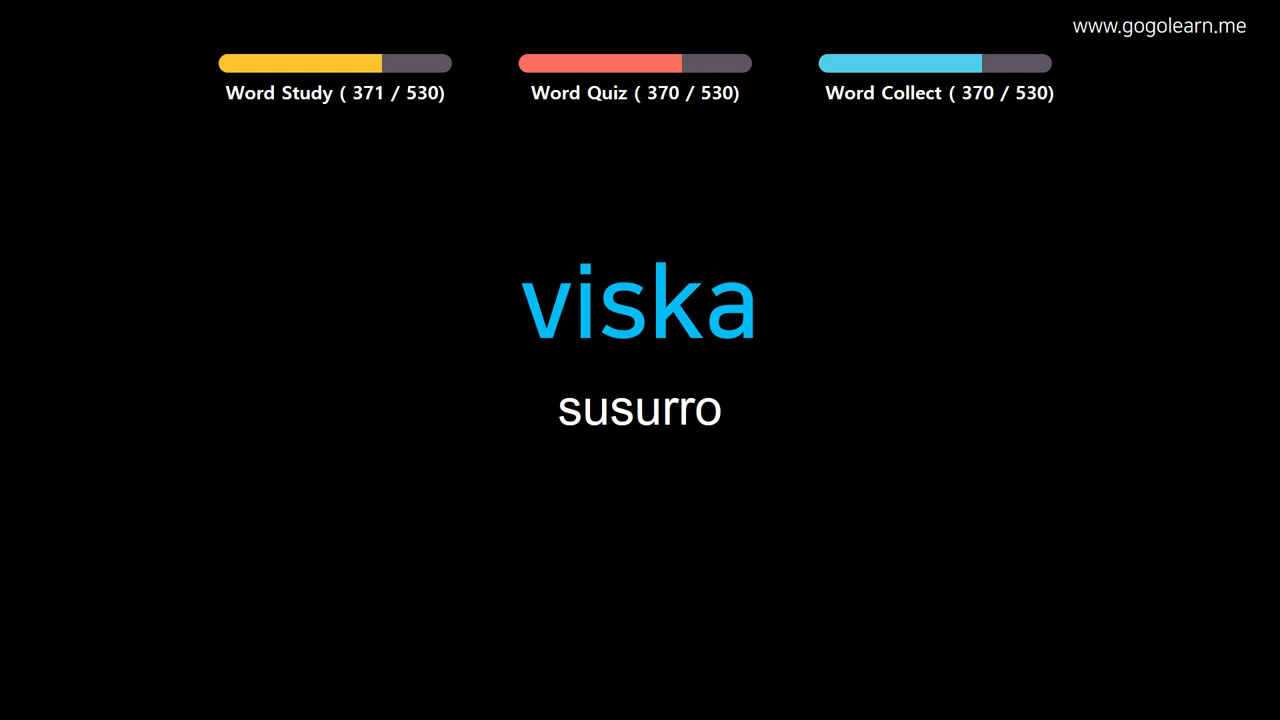 www.gogolearn.me
Word Study ( 371 / 530)
Word Quiz ( 370 / 530)
Word Collect ( 370 / 530)
viska
susurro